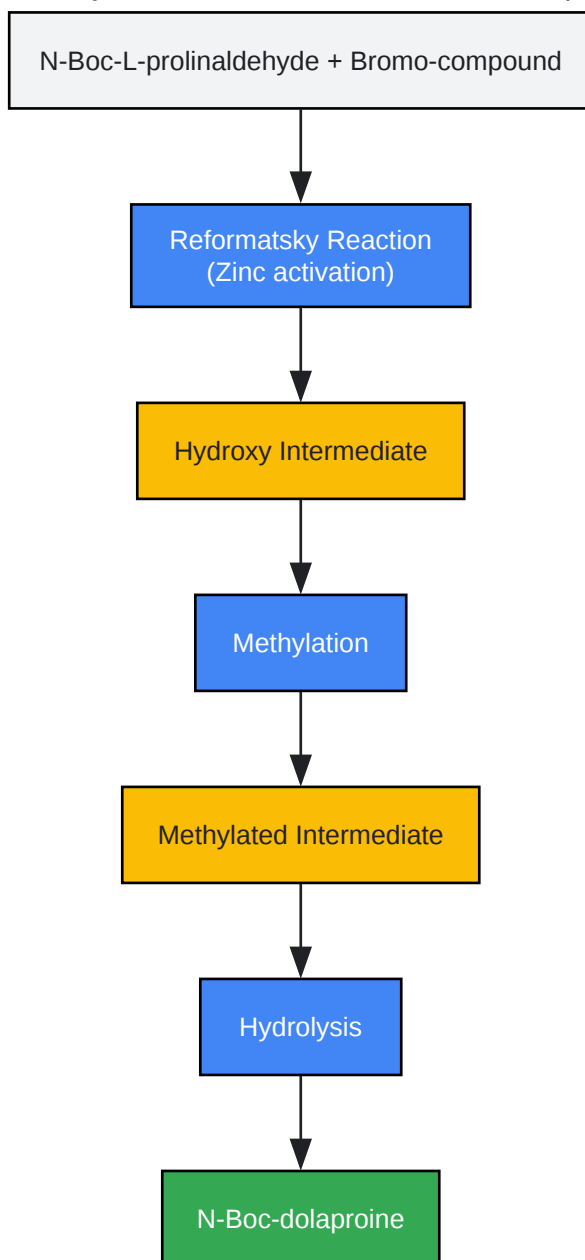 N-Boc-L-prolinaldehyde + Bromo-compound
Reformatsky Reaction
(Zinc activation)
Hydroxy Intermediate
Methylation
Methylated Intermediate
Hydrolysis
N-Boc-dolaproine